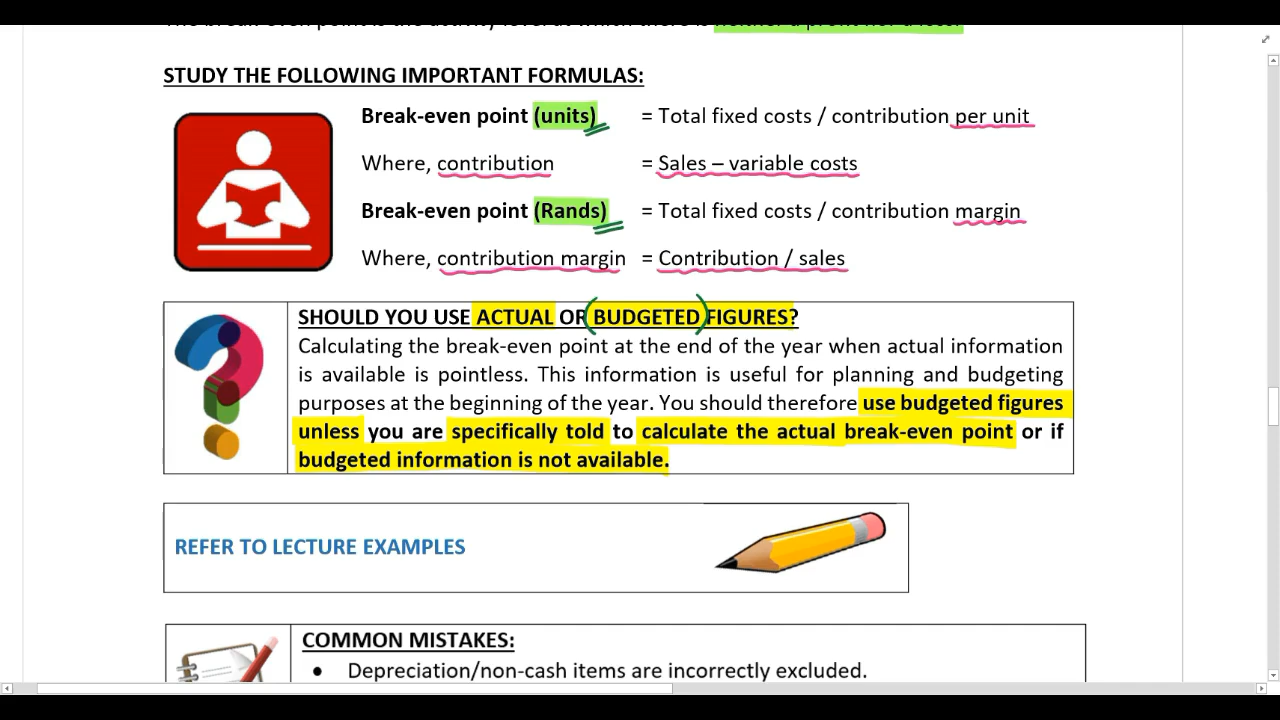 STUDY THE FOLLOWING IMPORTANT FORMULAS:
Break-even point (units) = Total fixed costs / contribution per unit
Where, contribution = Sales – variable costs
Break-even point (Rands) = Total fixed costs / contribution margin
Where, contribution margin = Contribution / sales
SHOULD YOU USE ACTUAL OR BUDGETED FIGURES?
Calculating the break-even point at the end of the year when actual information
is available is pointless. This information is useful for planning and budgeting
purposes at the beginning of the year. You should therefore use budgeted figures
unless you are specifically told to calculate the actual break-even point or if
budgeted information is not available.
REFER TO LECTURE EXAMPLES
COMMON MISTAKES:
• Depreciation/non-cash items are incorrectly excluded.